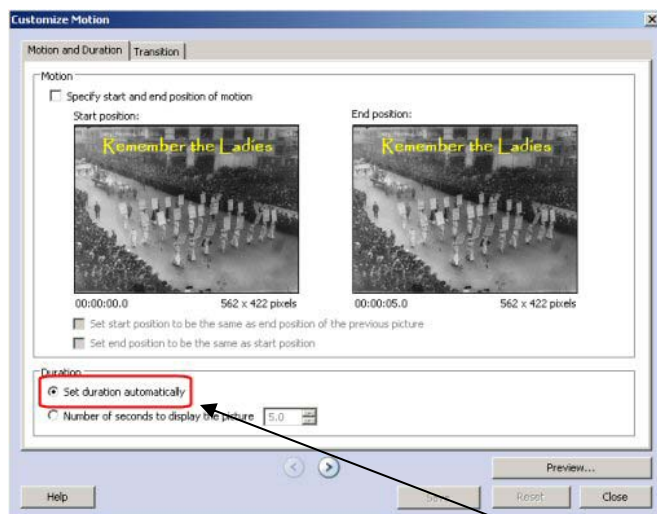 Customize Motion
Motion and Duration Transition
Motion
Specify start and end position of motion
Start position: End position:
Remember the Ladies Remember the Ladies
00:00:00.0 562 x 422 pixels 00:00:05.0 562 x 422 pixels
Set start position to be the same as end position of the previous picture
Set end position to be the same as start position
Duration
Set duration automatically
Number of seconds to display the picture 5.0
Preview...
Help Save Reset Close